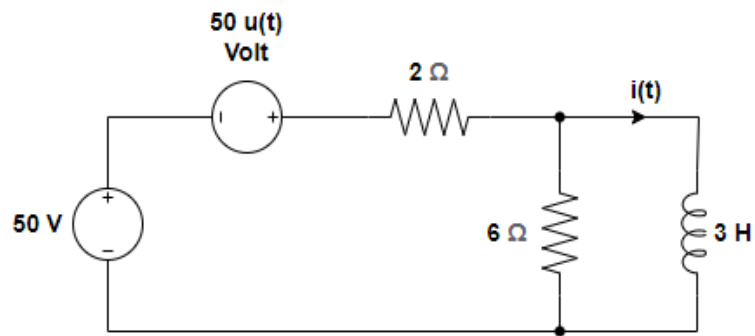 50 u(t)
Volt
2 Ω
i(t)
- +
+
50 V
-
6 Ω
3 H